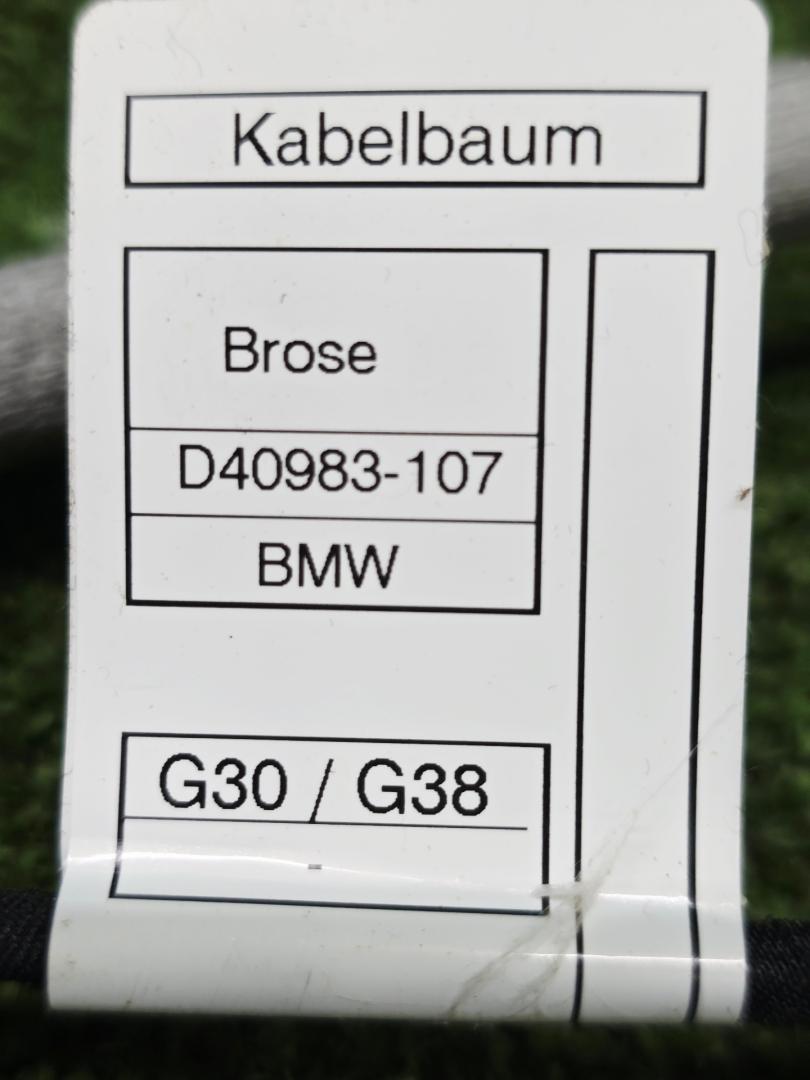 Kabelbaum
Brose
D40983-107
BMW
G30 / G38
-